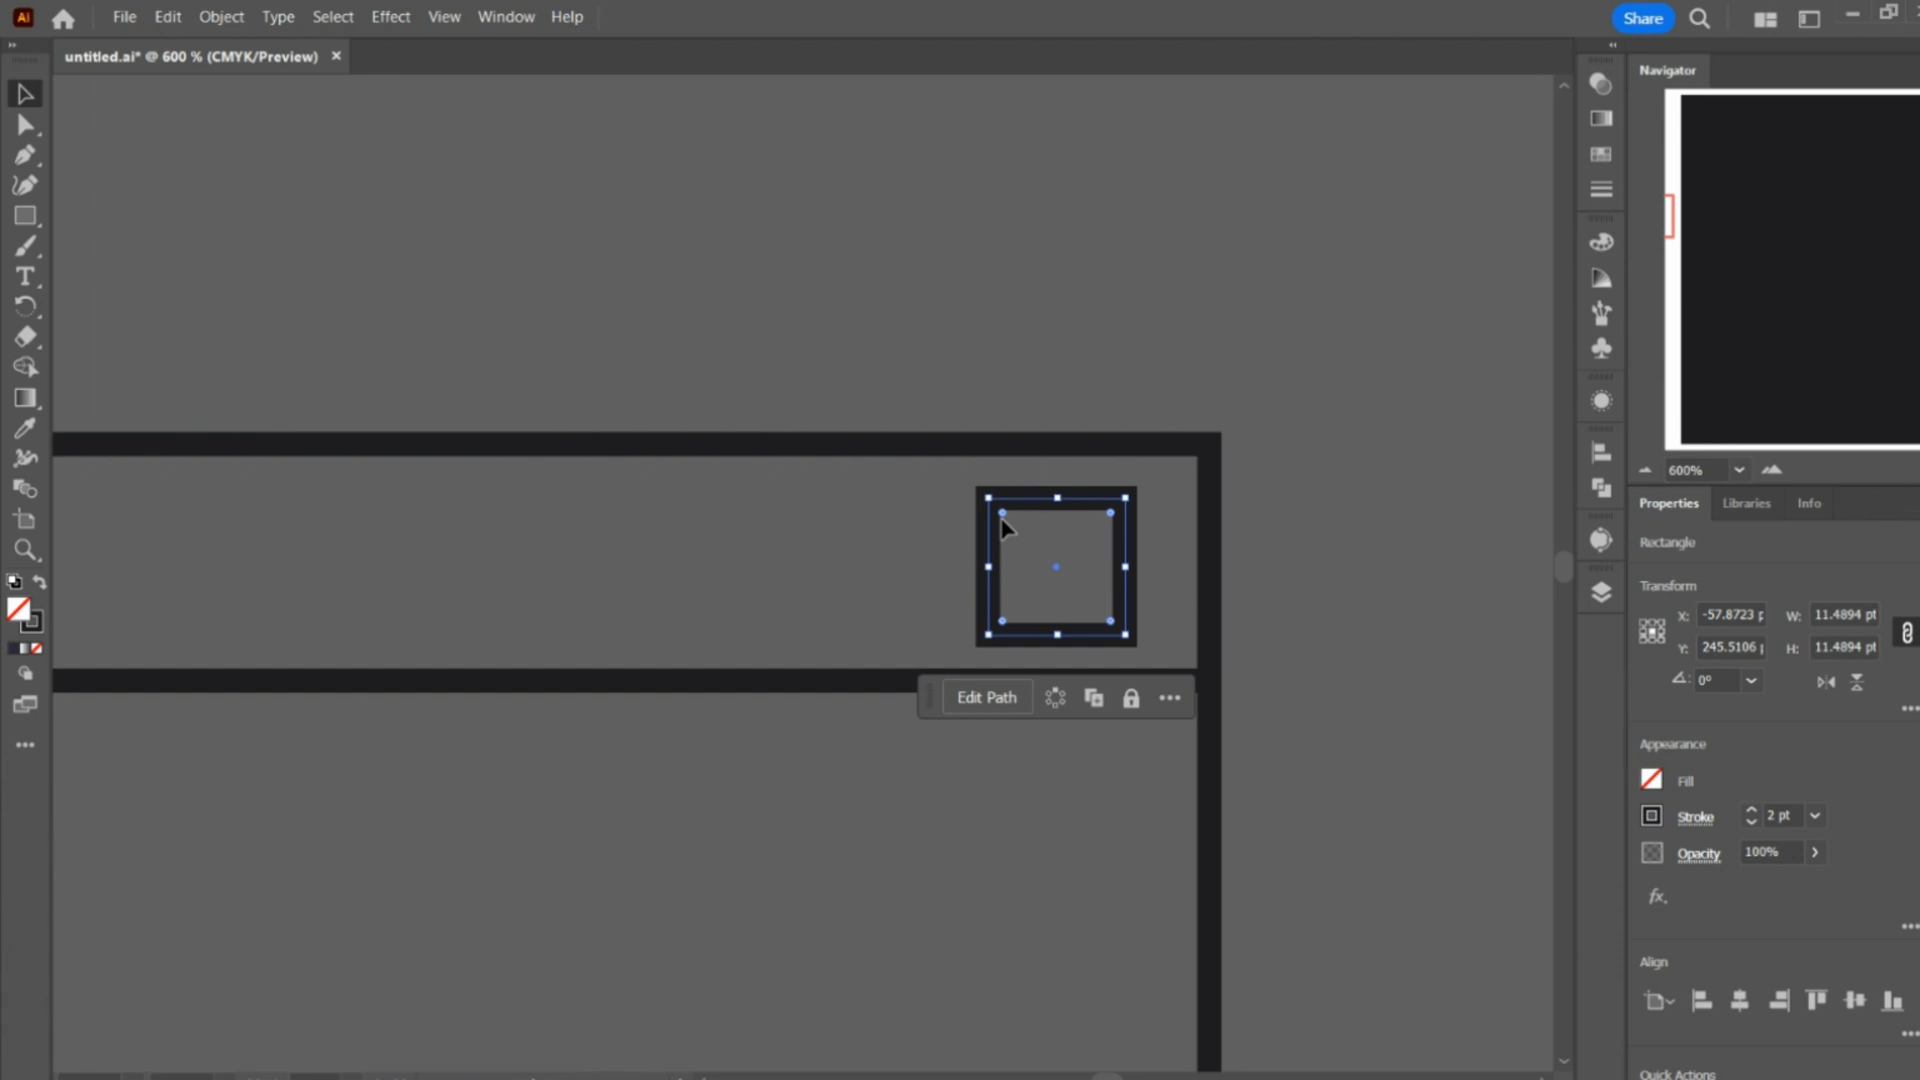 Ai File Edit Object Type Select Effect View Window Help Share
untitled.ai* @ 600 % (CMYK/Preview) ×
Navigator
600%
Properties Libraries Info
Rectangle
Transform
X: -57.8723 p W: 11.4894 pt
Y: 245.5106 p H: 11.4894 pt
0°
Edit Path
Appearance
Fill
Stroke 2 pt
Opacity 100%
fx.
Align
Quick Actions